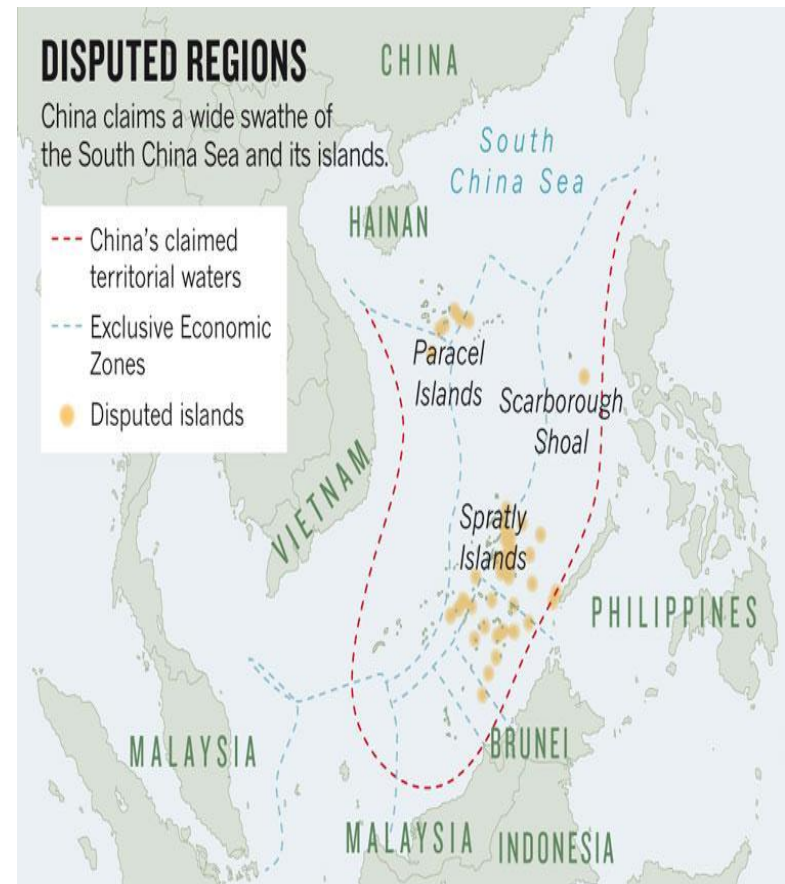 DISPUTED REGIONS
China claims a wide swathe of
the South China Sea and its islands.
China's claimed
territorial waters
Exclusive Economic
Zones
Disputed islands
CHINA
South
China Sea
HAINAN
Paracel
Islands
Scarborough
Shoal
VIETNAM
Spratly
Islands
PHILIPPINES
MALAYSIA
BRUNEI
MALAYSIA
INDONESIA